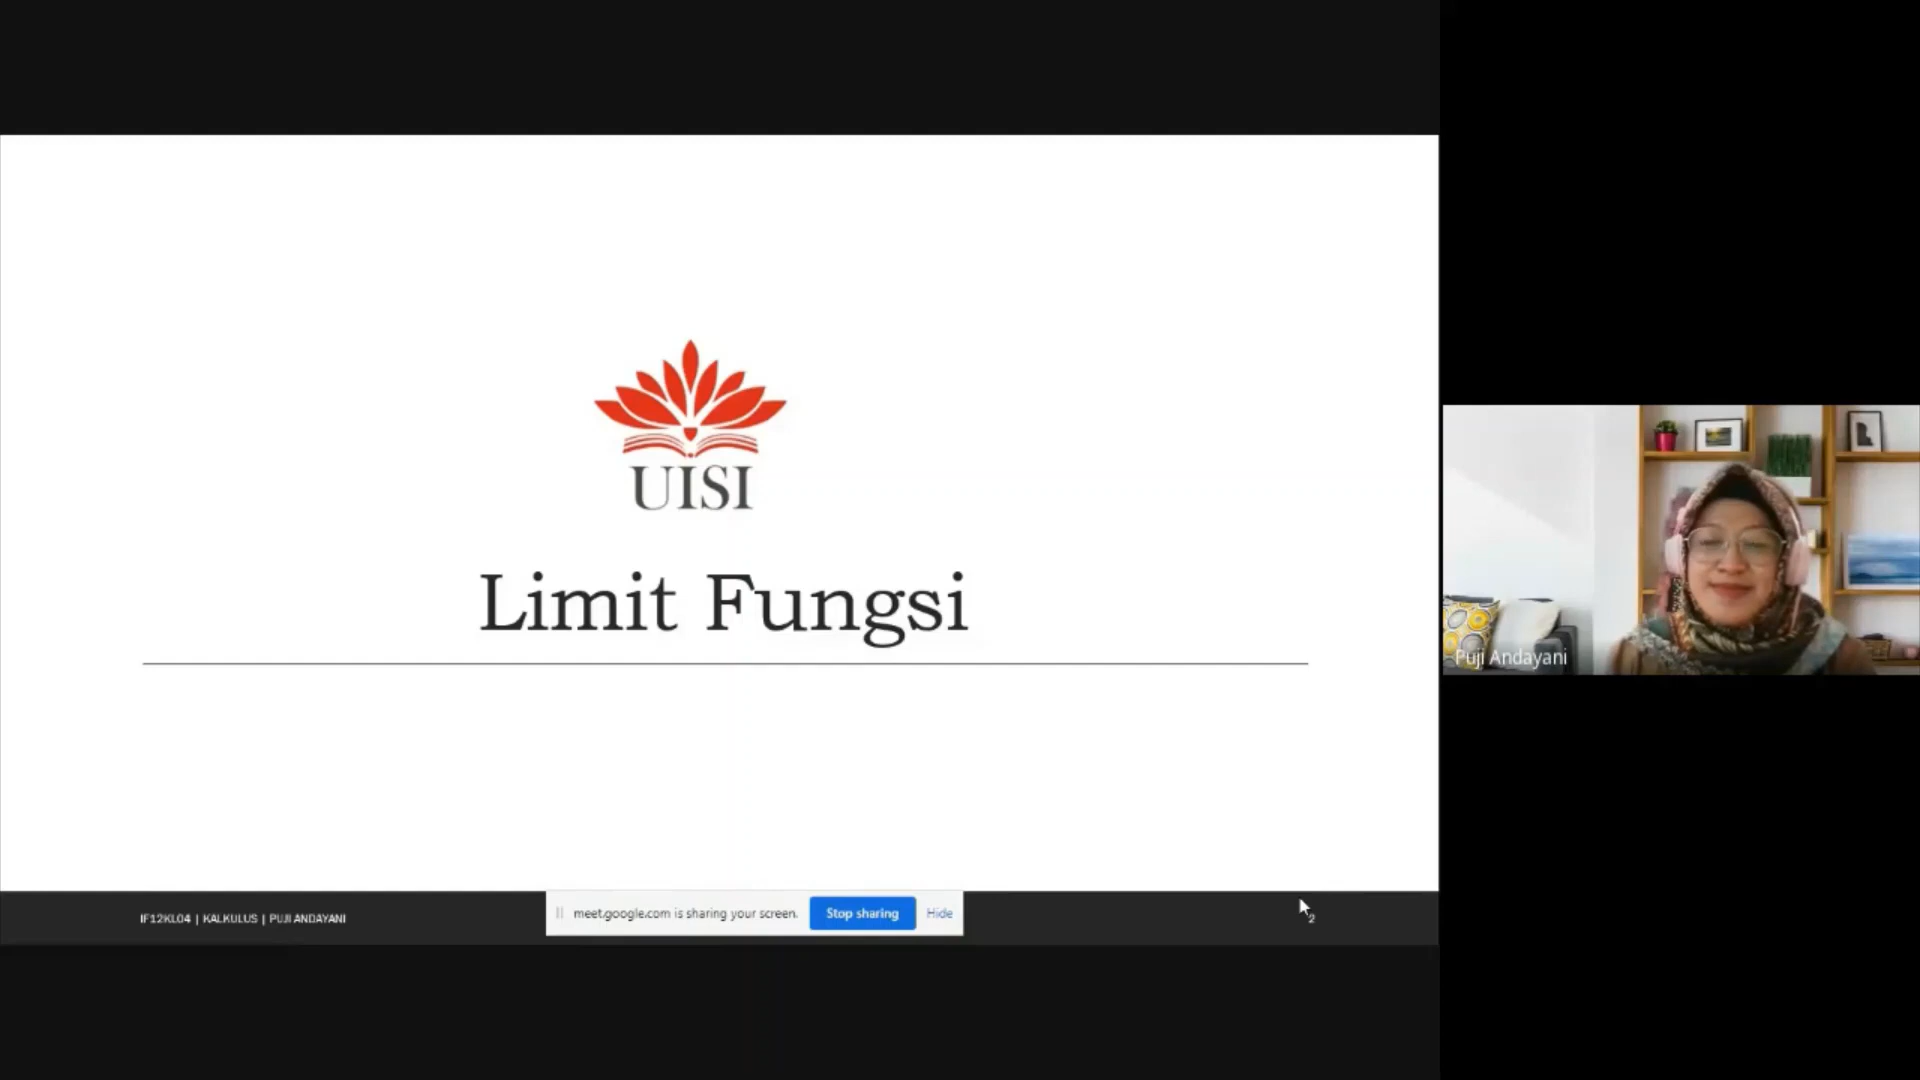 UISI
Limit Fungsi
IF12KL04 | KALKULUS | PUJI ANDAYANI
meet.google.com is sharing your screen.
Stop sharing
Hide
2
Puji Andayani